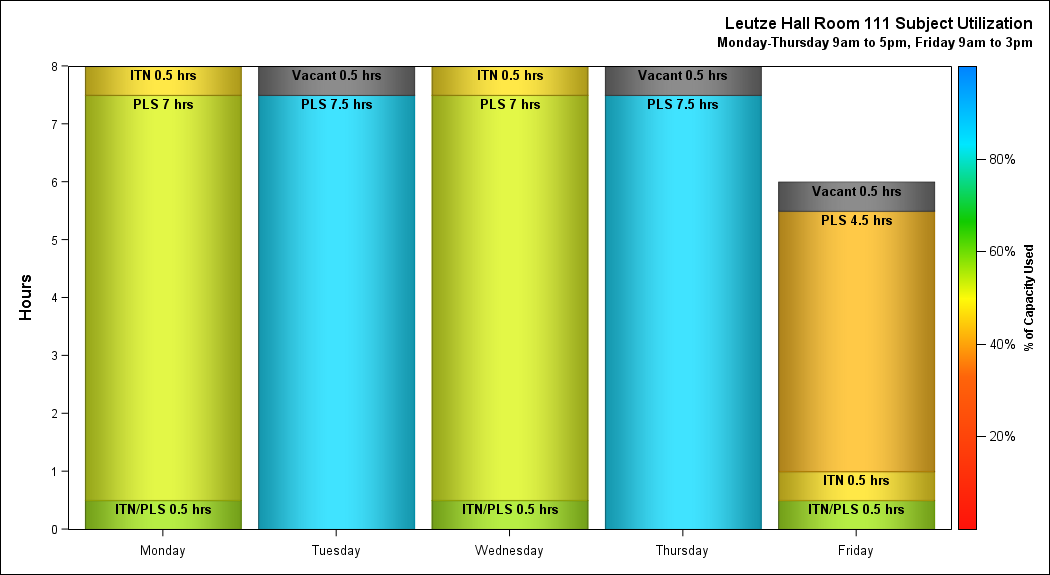 Leutze Hall Room 111 Subject Utilization
Monday-Thursday 9am to 5pm, Friday 9am to 3pm
Hours
8
7
6
5
4
3
2
1
0
ITN 0.5 hrs
PLS 7 hrs
ITN/PLS 0.5 hrs
Vacant 0.5 hrs
PLS 7.5 hrs
ITN 0.5 hrs
PLS 7 hrs
ITN/PLS 0.5 hrs
Vacant 0.5 hrs
PLS 7.5 hrs
Vacant 0.5 hrs
PLS 4.5 hrs
ITN 0.5 hrs
ITN/PLS 0.5 hrs
Monday
Tuesday
Wednesday
Thursday
Friday
80%
60%
40%
20%
% of Capacity Used